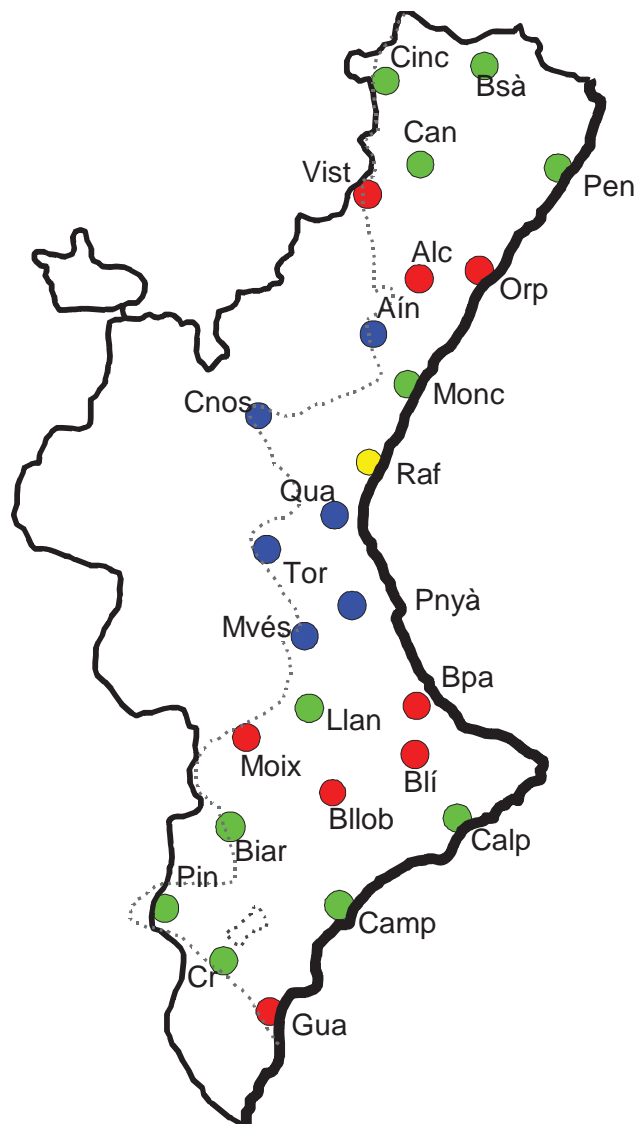 Cinc
Bsà
Can
Vist
Pen
Alc
Orp
Aín
Monc
Cnos
Raf
Qua
Tor
Pnyà
Mvés
Bpa
Llan
Moix
Blí
Bllob
Calp
Biar
Pin
Camp
Cr
Gua